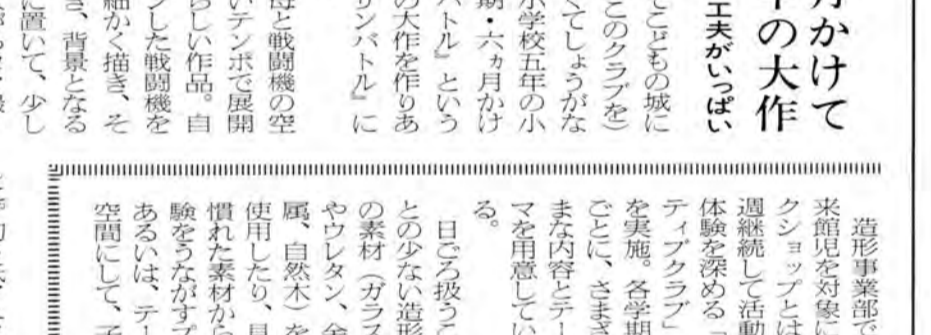 月かけて
の大作
工夫がいっぱい
てこどもの城に
くてしょうがな
このクラブを）
小学校五年の小
期・六ヵ月かけ
バトル』という
の大作を作りあ
サンバトル』に
母と戦闘機の空
いテンポで展開
らしい作品。自
ンした戦闘機を
細かく描き、そ
き、背景となる
に置いて、少し
造形事業部で
来館児を対象に
クショップとは
週継続して活動
体験を深める「
ティブクラブ」
を実施。各学期
ごとに、さまざ
まな内容とテー
マを用意してい
る。
日ごろ扱うこ
との少ない造形
の素材（ガラス
やウレタン、金
属、自然木）を
使用したり、見
慣れた素材から
験をうながすプ
あるいは、テー
空間にして、子